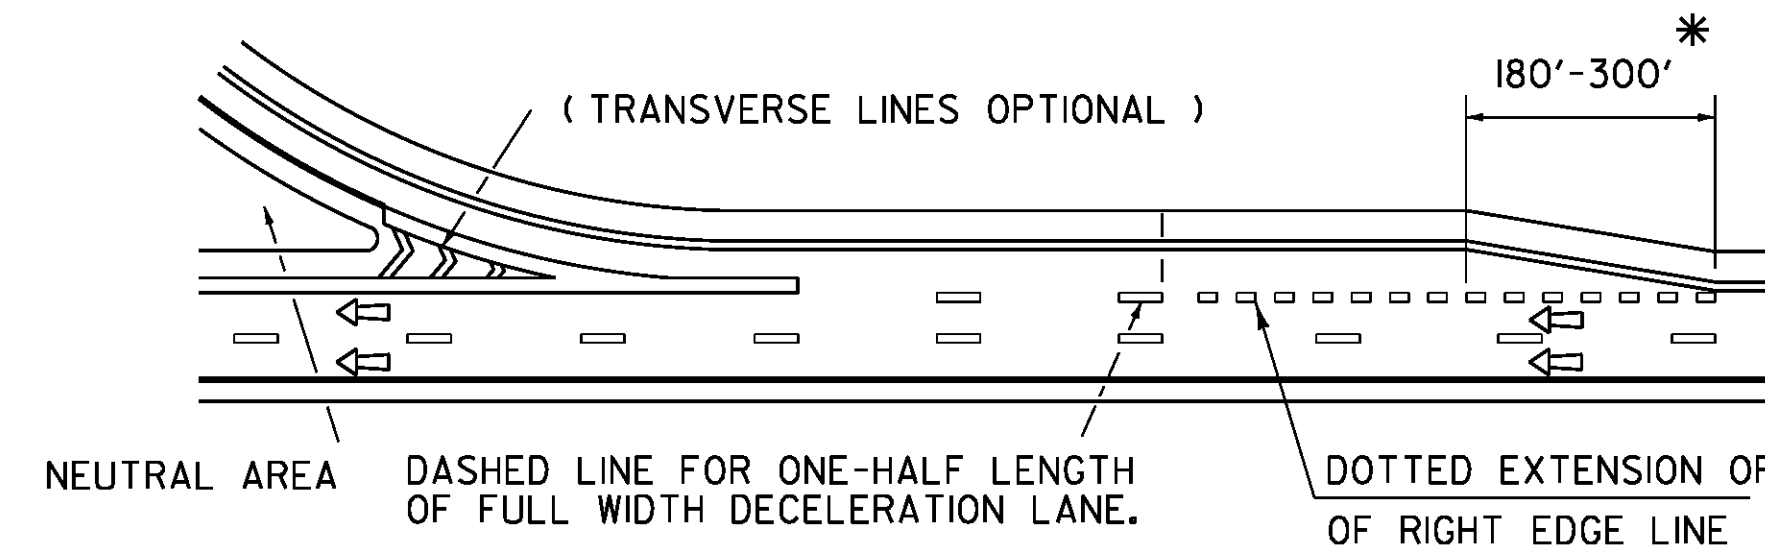 *
180'-300'
( TRANSVERSE LINES OPTIONAL )
NEUTRAL AREA
DASHED LINE FOR ONE-HALF LENGTH
OF FULL WIDTH DECELERATION LANE.
DOTTED EXTENSION OF
OF RIGHT EDGE LINE